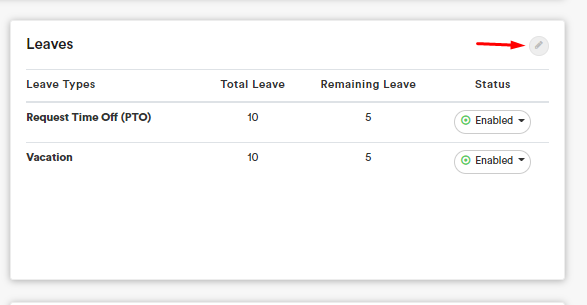 Leaves
Leave Types Total Leave Remaining Leave Status
Request Time Off (PTO) 10 5 Enabled
Vacation 10 5 Enabled